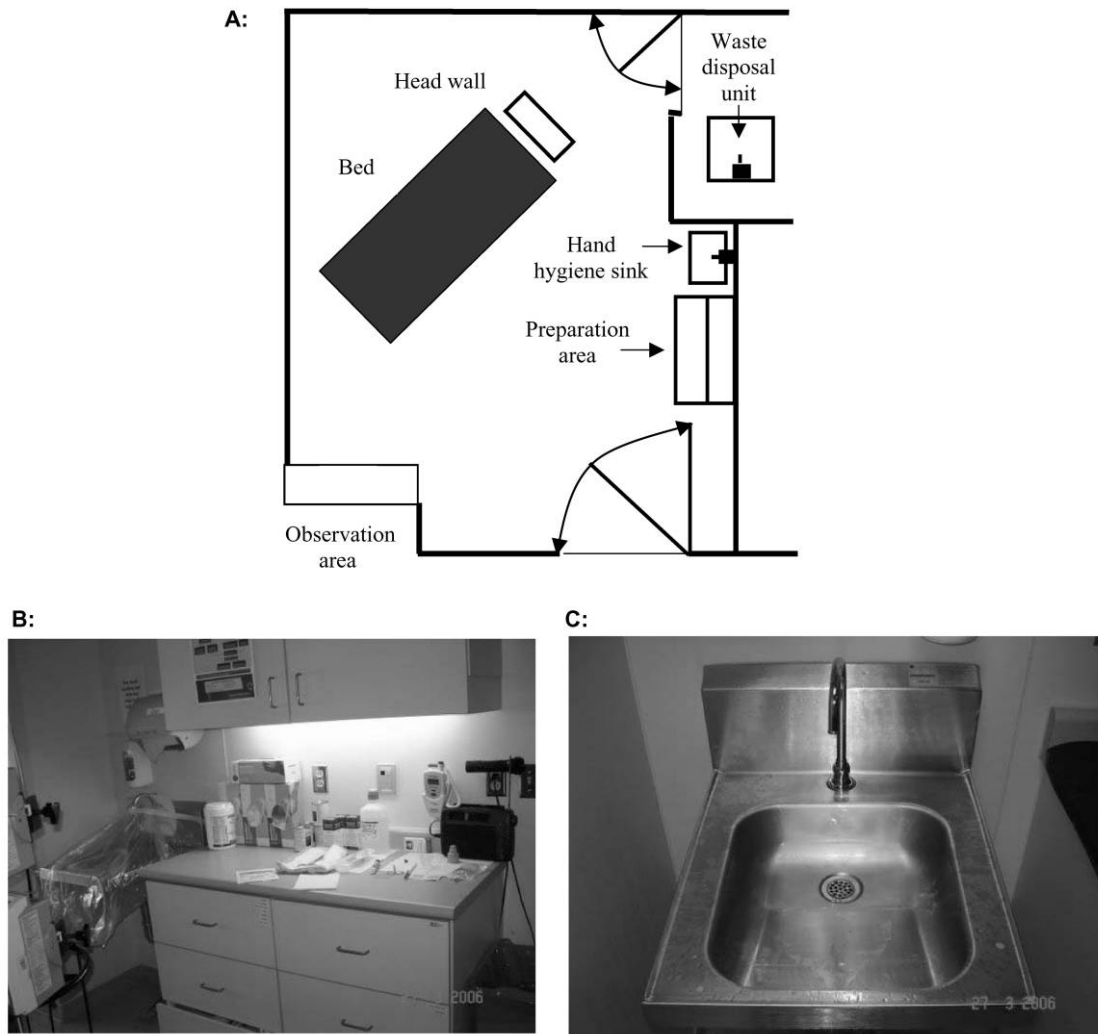 A:
Head wall
Waste
disposal
unit
Bed
Hand
hygiene sink
Preparation
area
Observation
area
B:
C:
2006
27 3 2006